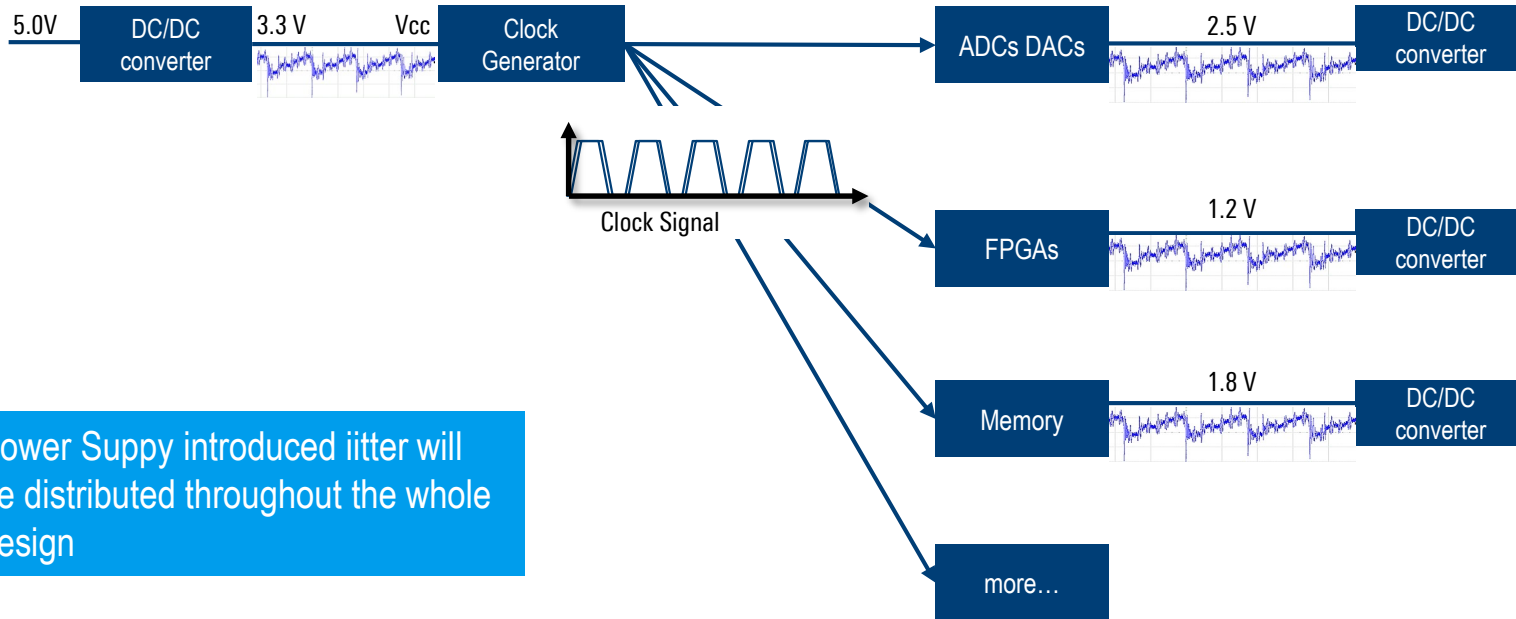 5.0V
DC/DC
converter
3.3 V
Vcc
Clock
Generator
ADCs DACs
2.5 V
DC/DC
converter
Clock Signal
FPGAs
1.2 V
DC/DC
converter
Memory
1.8 V
DC/DC
converter
ower Suppy introduced iitter will
e distributed throughout the whole
esign
more…